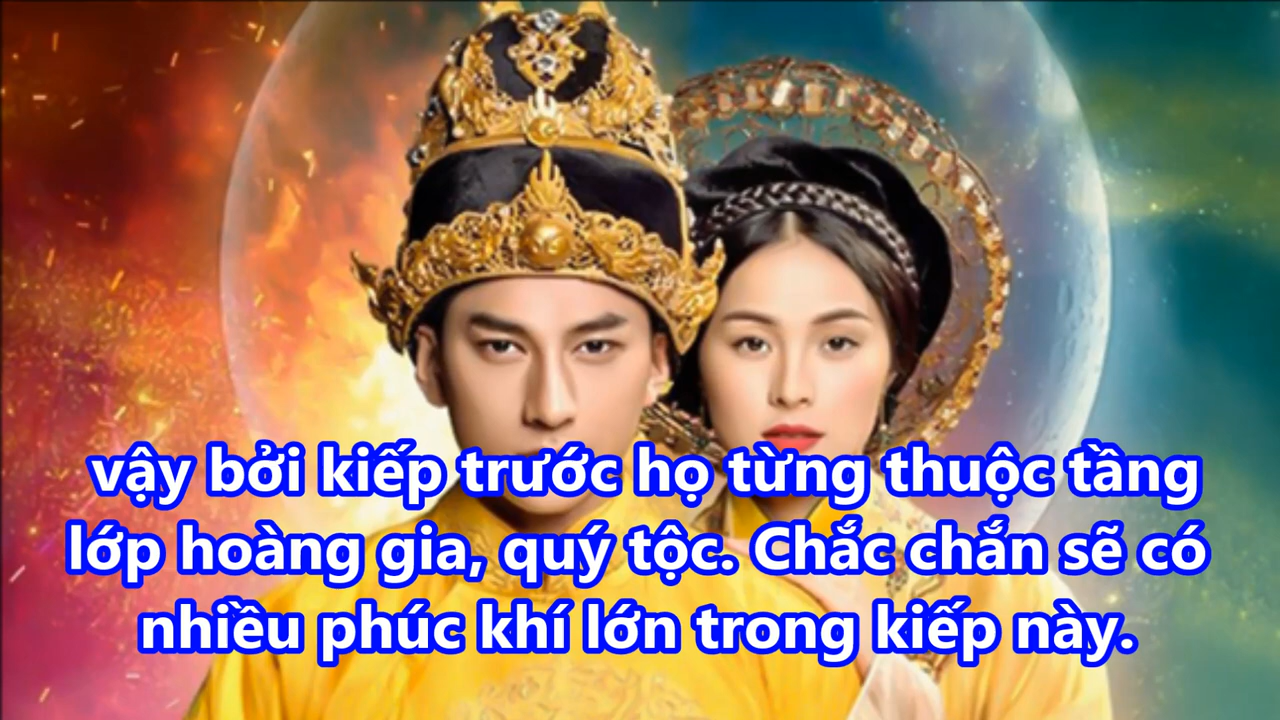 vậy bởi kiếp trước họ từng thuộc tầng
lớp hoàng gia, quý tộc. Chắc chắn sẽ có
nhiều phúc khí lớn trong kiếp này.